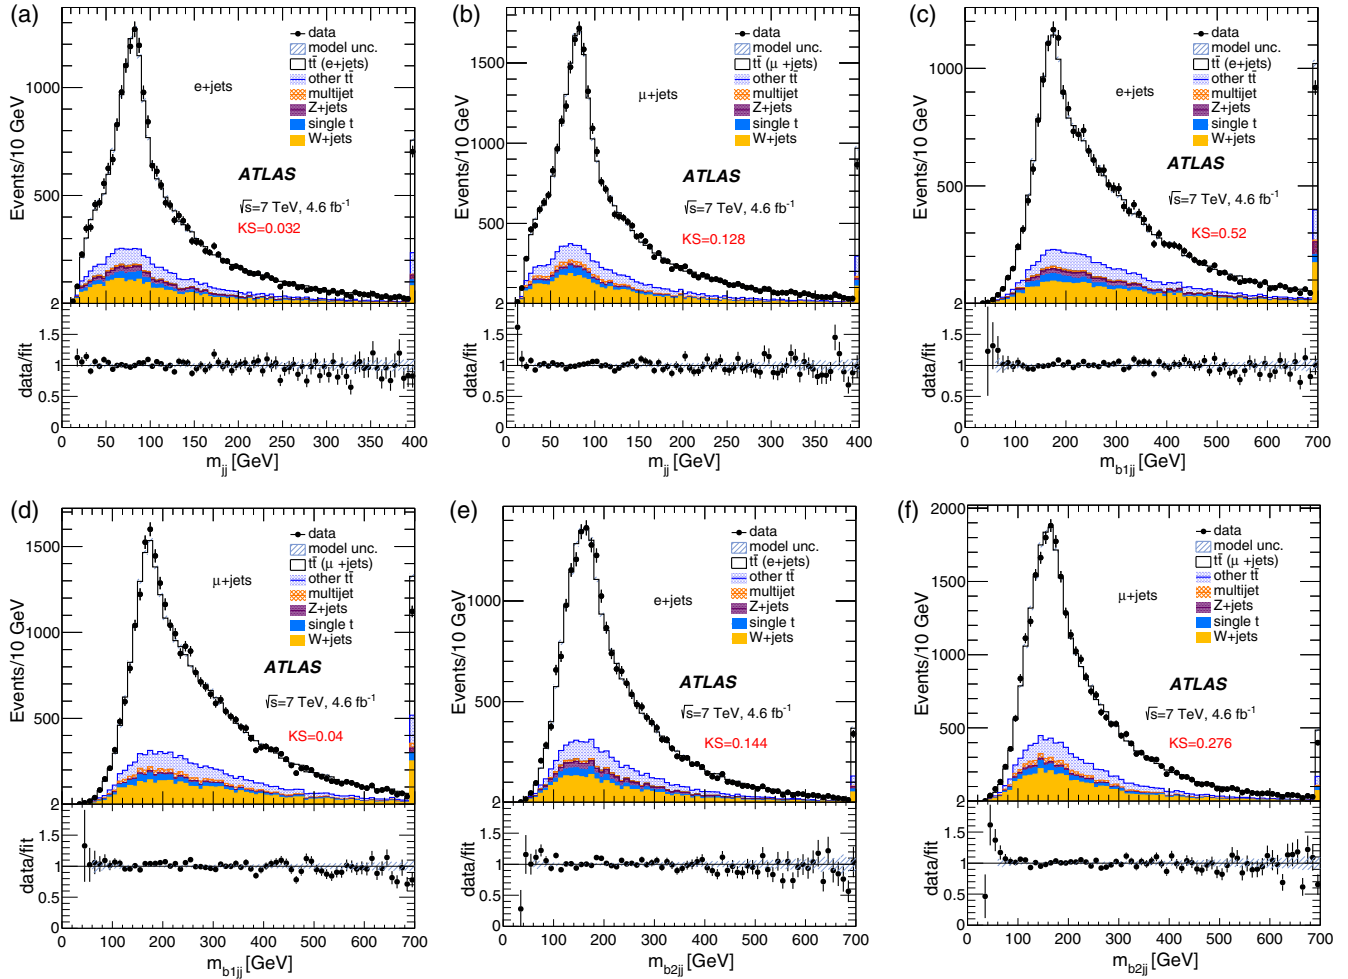 (a)
Events/10 GeV
1000
500
data
model unc.
tt̄ (e+jets)
other tt̄
multijet
Z+jets
single t
W+jets
e+jets
ATLAS
√s=7 TeV, 4.6 fb⁻¹
KS=0.032
data/fit
2
1.5
1
0.5
0
0 50 100 150 200 250 300 350 400
m_jj [GeV]
(b)
Events/10 GeV
1500
1000
500
data
model unc.
tt̄ (μ +jets)
other tt̄
multijet
Z+jets
single t
W+jets
μ+jets
ATLAS
√s=7 TeV, 4.6 fb⁻¹
KS=0.128
data/fit
2
1.5
1
0.5
0
0 50 100 150 200 250 300 350 400
m_jj [GeV]
(c)
Events/10 GeV
1000
500
data
model unc.
tt̄ (e+jets)
other tt̄
multijet
Z+jets
single t
W+jets
e+jets
ATLAS
√s=7 TeV, 4.6 fb⁻¹
KS=0.52
data/fit
2
1.5
1
0.5
0
0 100 200 300 400 500 600 700
m_b1jj [GeV]
(d)
Events/10 GeV
1500
1000
500
data
model unc.
tt̄ (μ +jets)
other tt̄
multijet
Z+jets
single t
W+jets
μ+jets
ATLAS
√s=7 TeV, 4.6 fb⁻¹
KS=0.04
data/fit
2
1.5
1
0.5
0
0 100 200 300 400 500 600 700
m_b1jj [GeV]
(e)
Events/10 GeV
1000
500
data
model unc.
tt̄ (e+jets)
other tt̄
multijet
Z+jets
single t
W+jets
e+jets
ATLAS
√s=7 TeV, 4.6 fb⁻¹
KS=0.144
data/fit
2
1.5
1
0.5
0
0 100 200 300 400 500 600 700
m_b2jj [GeV]
(f)
Events/10 GeV
2000
1500
1000
500
data
model unc.
tt̄ (μ +jets)
other tt̄
multijet
Z+jets
single t
W+jets
μ+jets
ATLAS
√s=7 TeV, 4.6 fb⁻¹
KS=0.276
data/fit
2
1.5
1
0.5
0
0 100 200 300 400 500 600 700
m_b2jj [GeV]